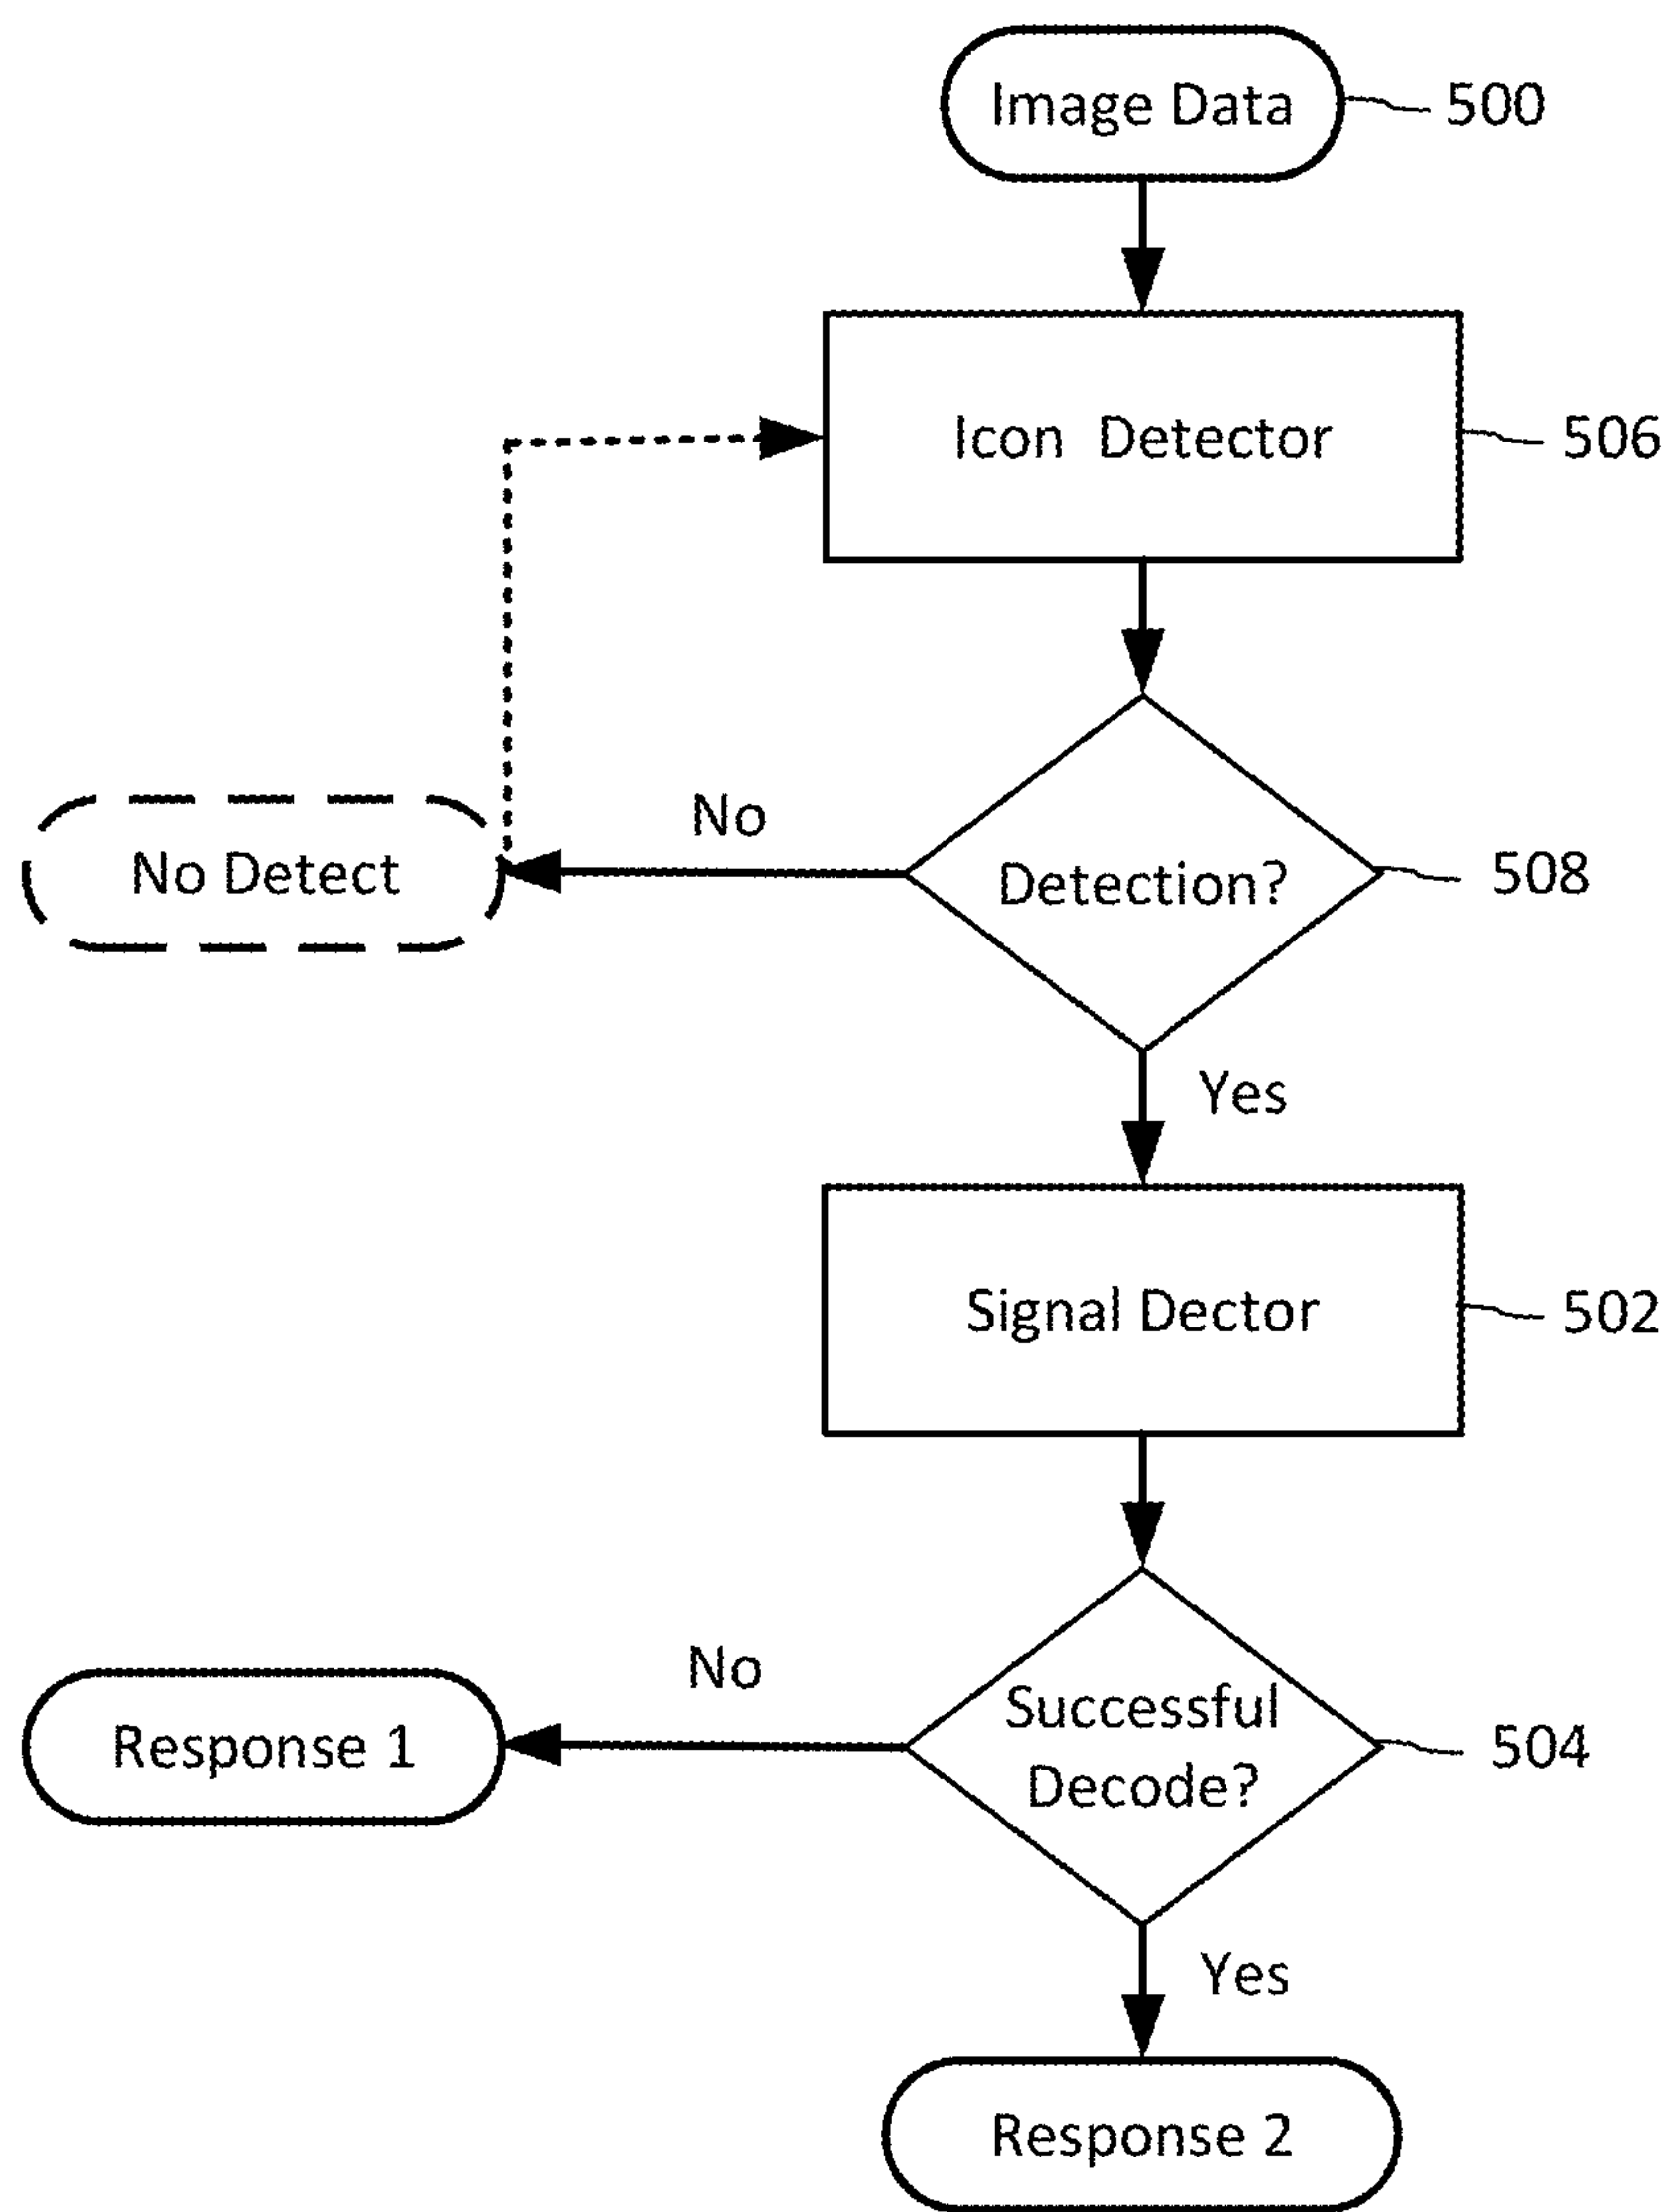 Image Data
500
Icon Detector
506
No
No Detect
Detection?
508
Yes
Signal Dector
502
No
Response 1
Successful
Decode?
504
Yes
Response 2